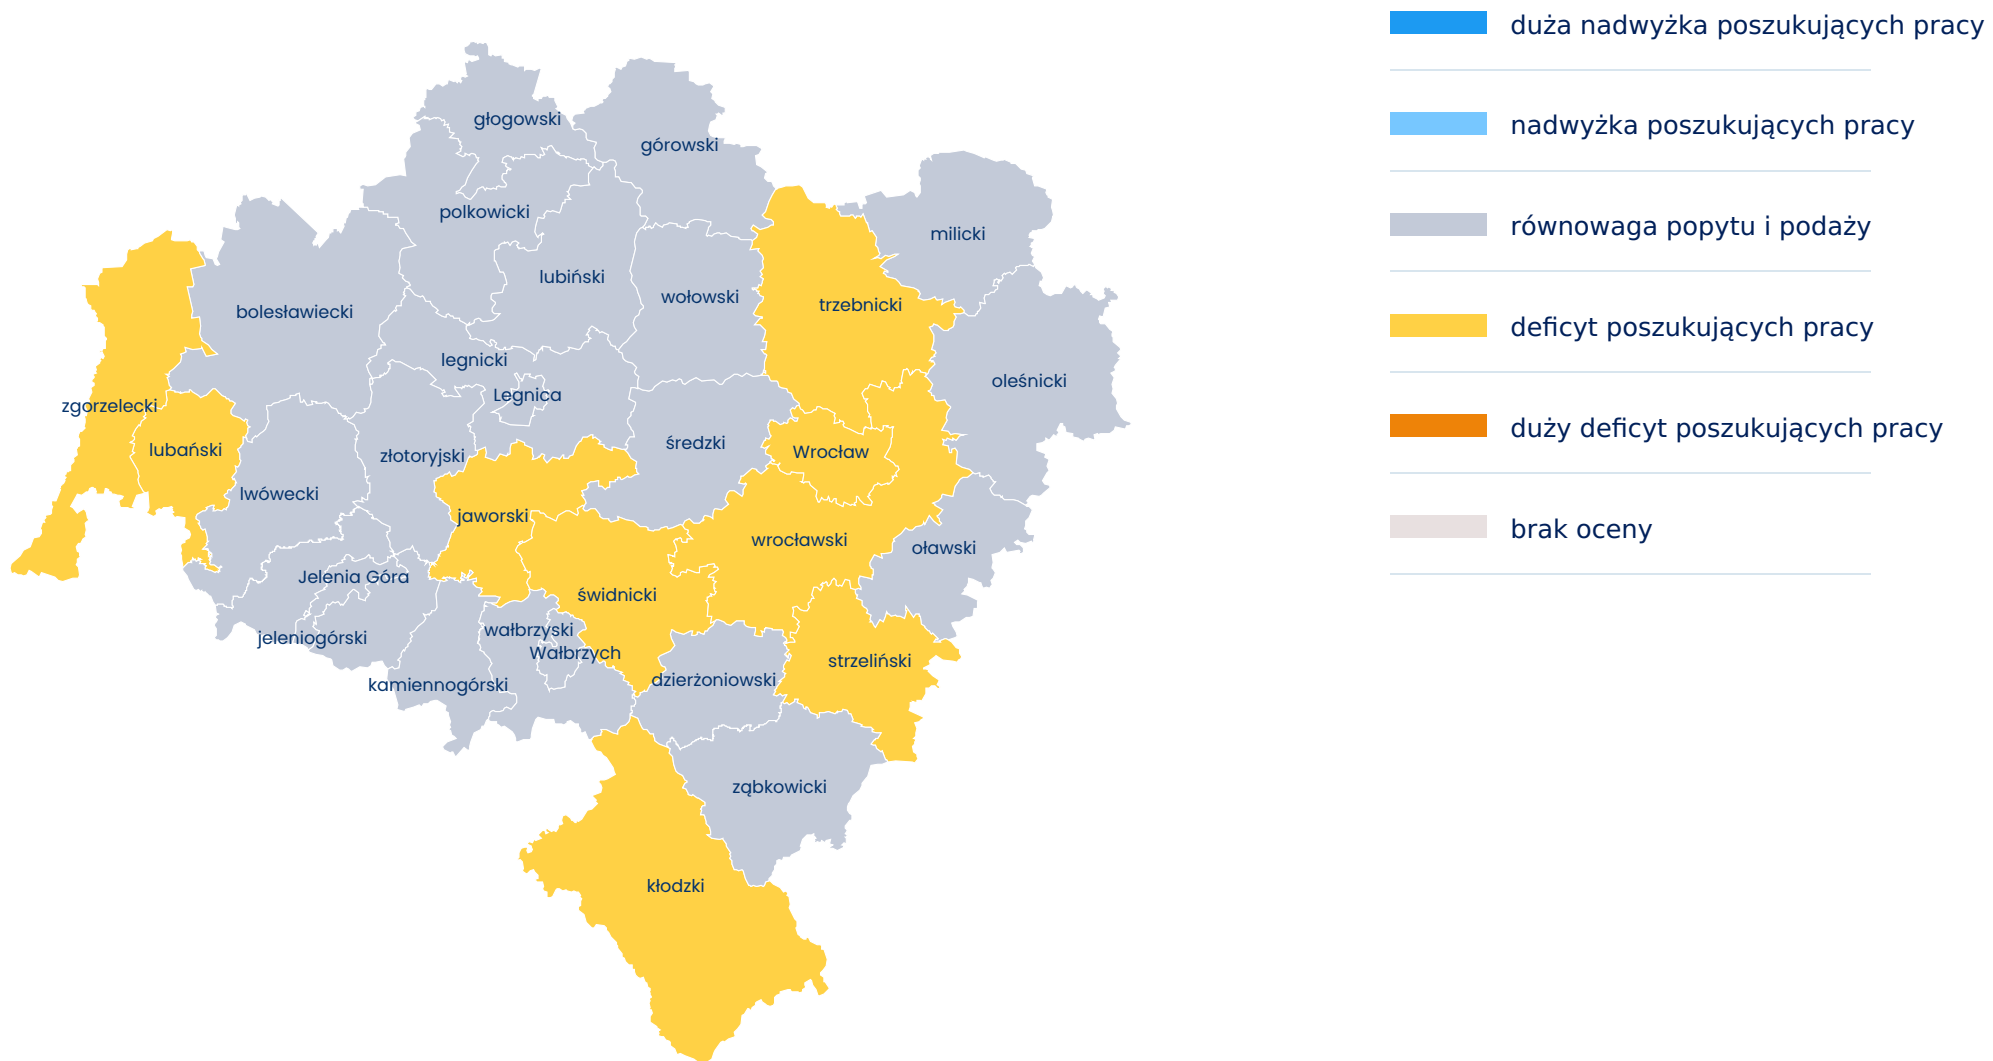 duża nadwyżka poszukujących pracy
nadwyżka poszukujących pracy
równowaga popytu i podaży
deficyt poszukujących pracy
duży deficyt poszukujących pracy
brak oceny
głogowski
górowski
polkowicki
milicki
lubiński
wołowski
trzebnicki
bolesławiecki
legnicki
oleśnicki
Legnica
zgorzelecki
średzki
lubański
Wrocław
złotoryjski
lwówecki
jaworski
wrocławski
oławski
Jelenia Góra
świdnicki
wałbrzyski
jeleniogórski
Wałbrzych
strzeliński
dzierżoniowski
kamiennogórski
ząbkowicki
kłodzki